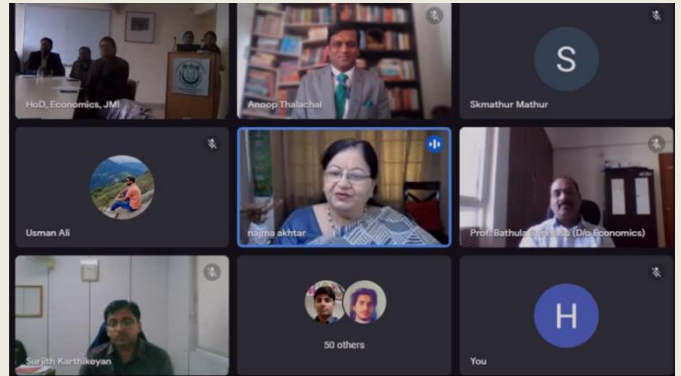 HoD, Economics, JMI
Anoop Thalachal
S
Skmathur Mathur
Usman Ali
najma akhtar
Prof. Bathula Srinivasu (D/o Economics)
Surjith Karthikeyan
50 others
H
You